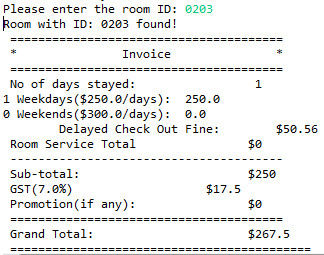 Please enter the room ID: 0203
Room with ID: 0203 found!
=======================================
* Invoice *
=======================================
No of days stayed: 1
1 Weekdays($250.0/days): 250.0
0 Weekends($300.0/days): 0.0
Delayed Check Out Fine: $50.56
Room Service Total $0
---------------------------------------
Sub-total: $250
GST(7.0%) $17.5
Promotion(if any): $0
=======================================
Grand Total: $267.5
===========================================